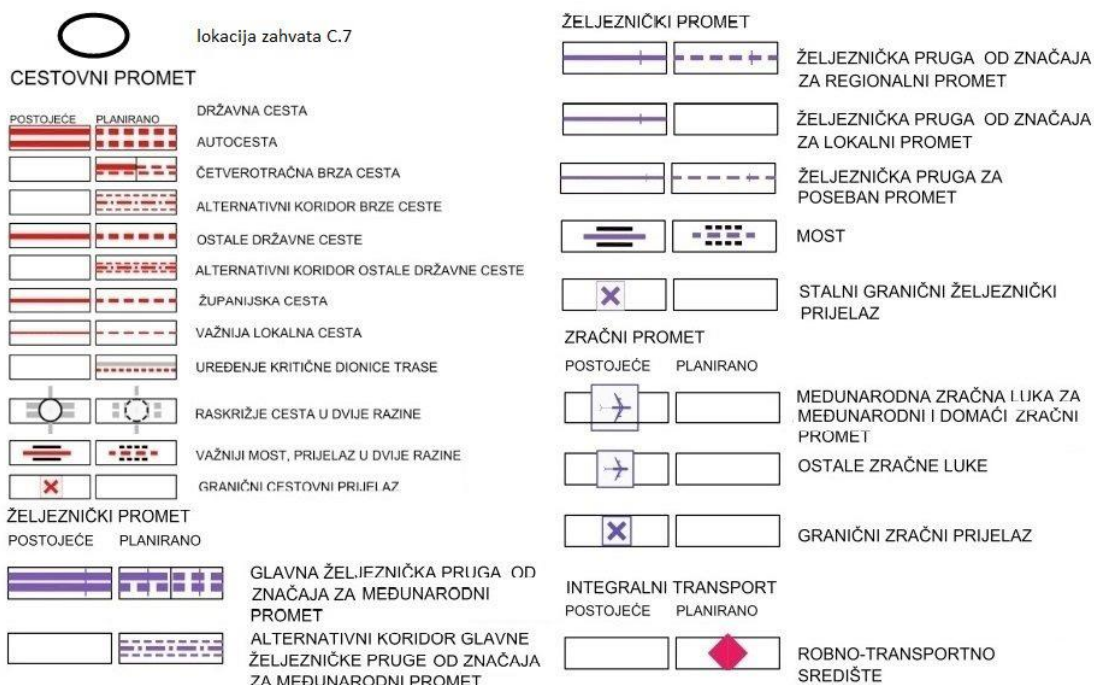 lokacija zahvata C.7
CESTOVNI PROMET
POSTOJEĆE PLANIRANO
DRŽAVNA CESTA
AUTOCESTA
ČETVEROTRAČNA BRZA CESTA
ALTERNATIVNI KORIDOR BRZE CESTE
OSTALE DRŽAVNE CESTE
ALTERNATIVNI KORIDOR OSTALE DRŽAVNE CESTE
ŽUPANIJSKA CESTA
VAŽNIJA LOKALNA CESTA
UREĐENJE KRITIČNE DIONICE TRASE
RASKRIŽJE CESTA U DVIJE RAZINE
VAŽNIJI MOST, PRIJELAZ U DVIJE RAZINE
GRANIČNI CESTOVNI PRIJELAZ
ŽELJEZNIČKI PROMET
POSTOJEĆE PLANIRANO
GLAVNA ŽELJEZNIČKA PRUGA OD
ZNAČAJA ZA MEĐUNARODNI
PROMET
ALTERNATIVNI KORIDOR GLAVNE
ŽELJEZNIČKE PRUGE OD ZNAČAJA
ZA MEĐUNARODNI PROMET
ŽELJEZNIČKI PROMET
ŽELJEZNIČKA PRUGA OD ZNAČAJA
ZA REGIONALNI PROMET
ŽELJEZNIČKA PRUGA OD ZNAČAJA
ZA LOKALNI PROMET
ŽELJEZNIČKA PRUGA ZA
POSEBAN PROMET
MOST
STALNI GRANIČNI ŽELJEZNIČKI
PRIJELAZ
ZRAČNI PROMET
POSTOJEĆE PLANIRANO
MEĐUNARODNA ZRAČNA LUKA ZA
MEĐUNARODNI I DOMAĆI ZRAČNI
PROMET
OSTALE ZRAČNE LUKE
GRANIČNI ZRAČNI PRIJELAZ
INTEGRALNI TRANSPORT
POSTOJEĆE PLANIRANO
ROBNO-TRANSPORTNO
SREDIŠTE